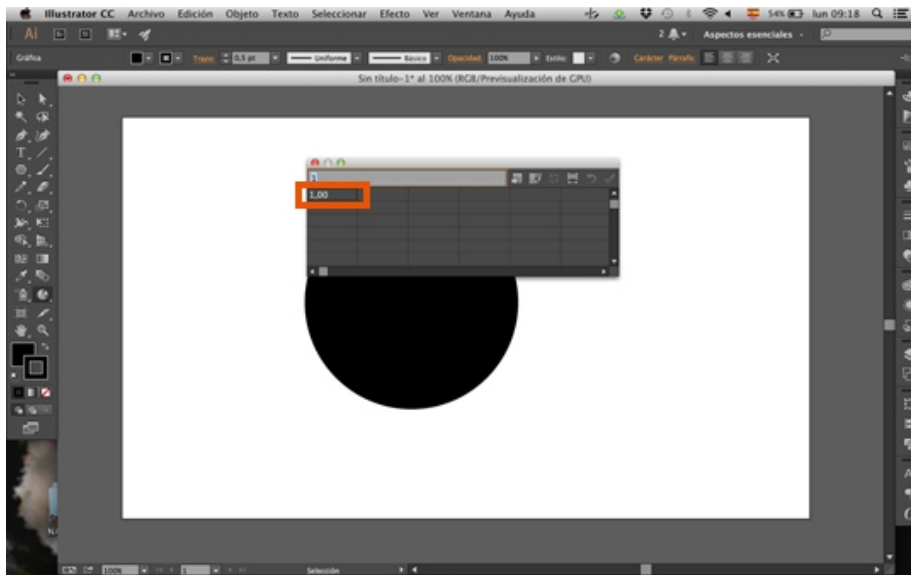 Illustrator CC Archivo Edición Objeto Texto Seleccionar Efecto Ver Ventana Ayuda 54% lun 09:18
Ai 2 Aspectos esenciales
Gráfica Trazo: 0,5 pt Uniforme Básico Opacidad: 100% Estilo: Carácter Párrafo:
Sin título-1* al 100% (RGB/Previsualización de GPU)
1
1,00
100% 1 Selección